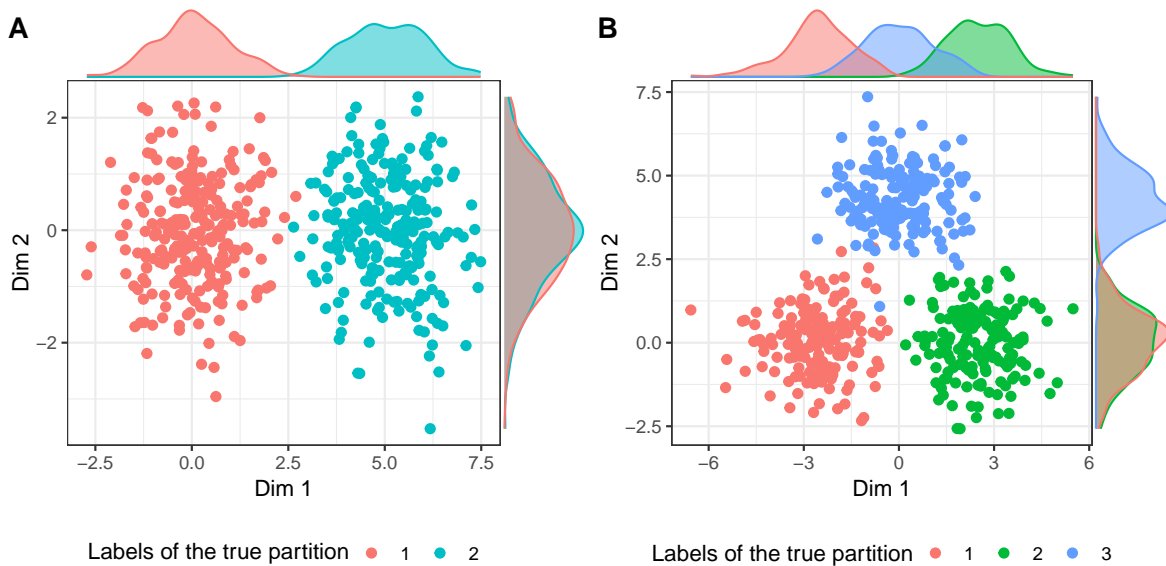 A
2
0
−2
Dim 2
−2.5 0.0 2.5 5.0 7.5
Dim 1
Labels of the true partition 1 2
B
7.5
5.0
2.5
0.0
−2.5
Dim 2
−6 −3 0 3 6
Dim 1
Labels of the true partition 1 2 3